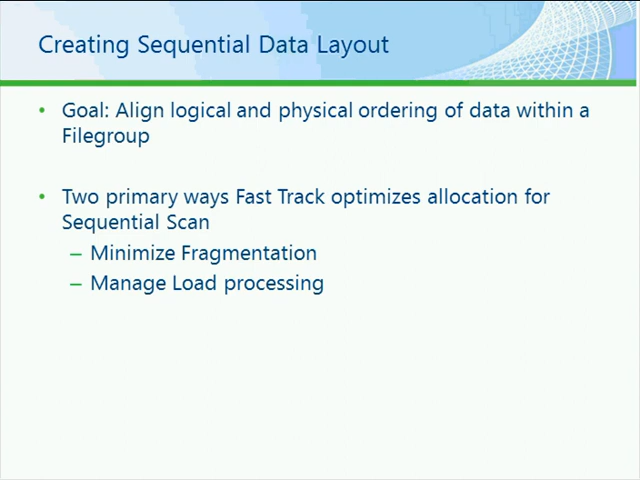 Creating Sequential Data Layout
• Goal: Align logical and physical ordering of data within a
Filegroup
• Two primary ways Fast Track optimizes allocation for
Sequential Scan
– Minimize Fragmentation
– Manage Load processing